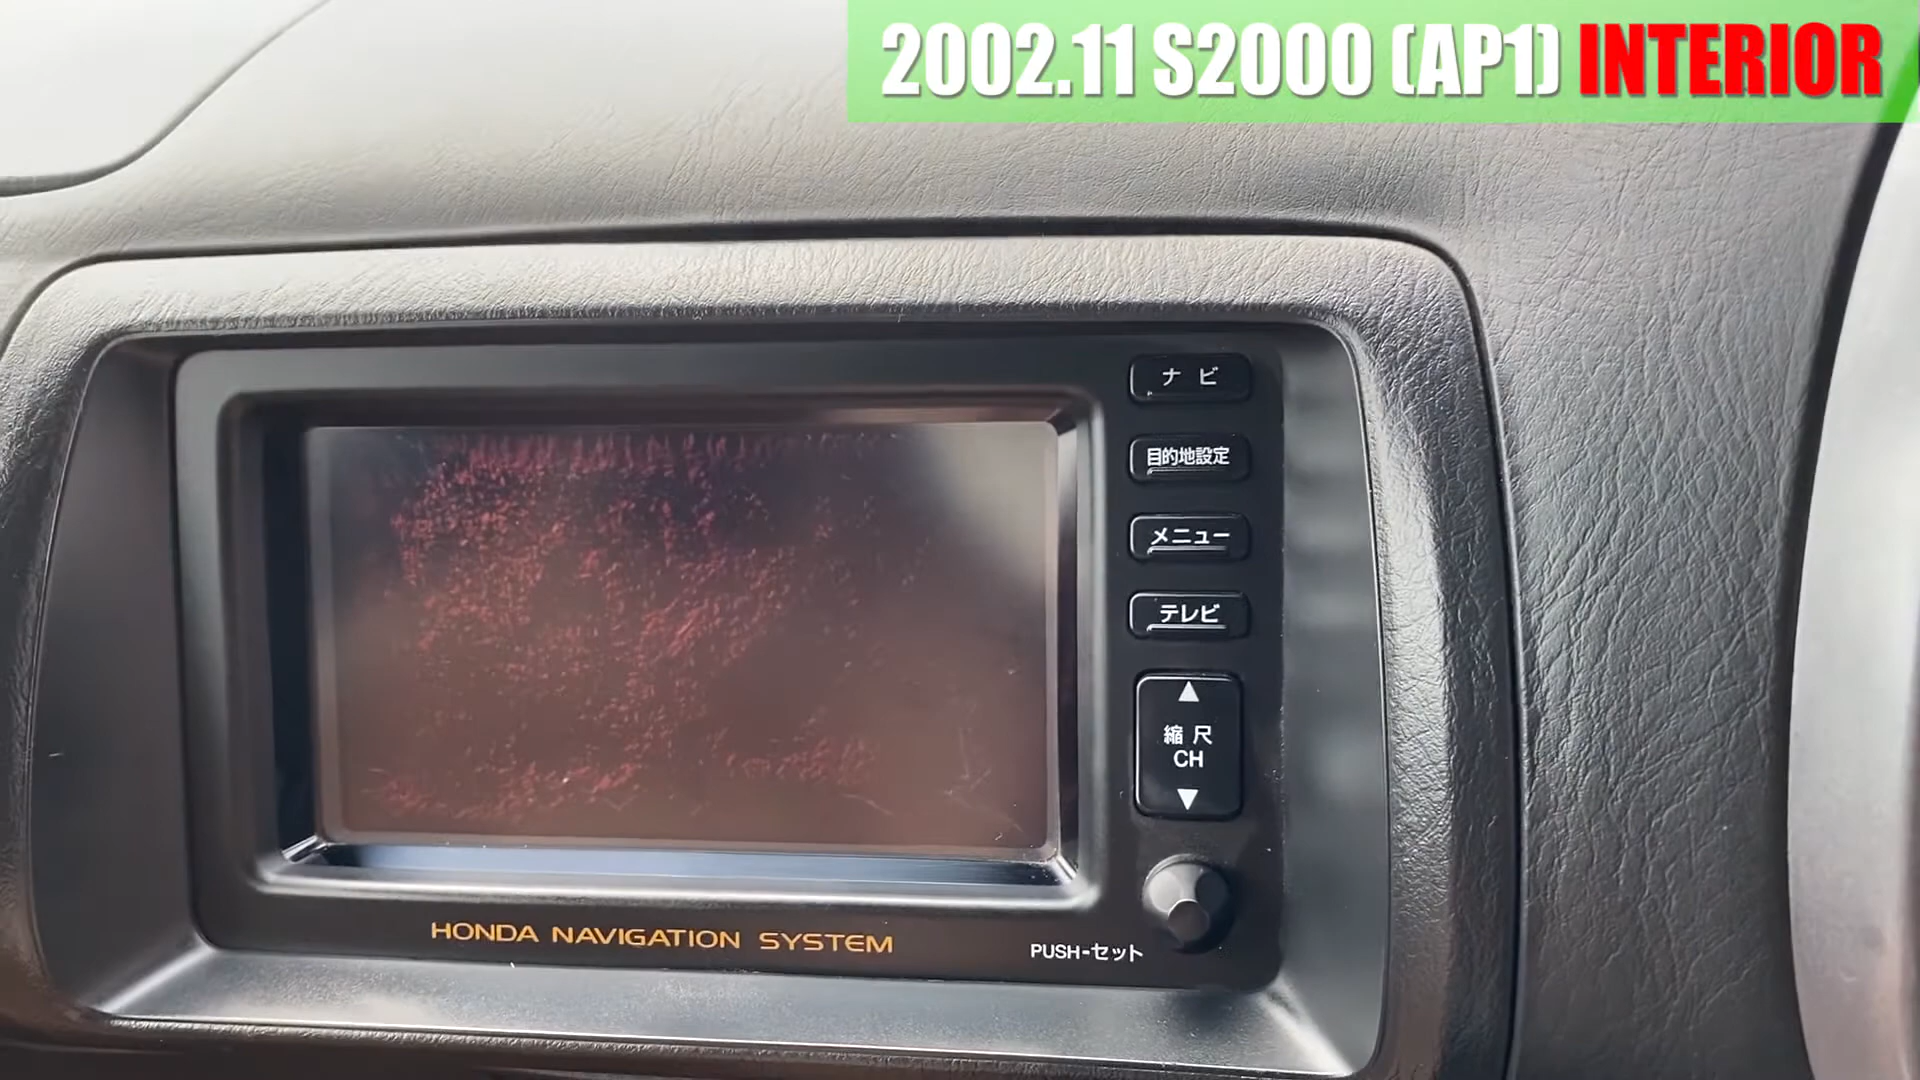 2002.11 S2000 (AP1) INTERIOR
ナビ
目的地設定
メニュー
テレビ
▲
縮尺
CH
▼
HONDA NAVIGATION SYSTEM
PUSH-セット